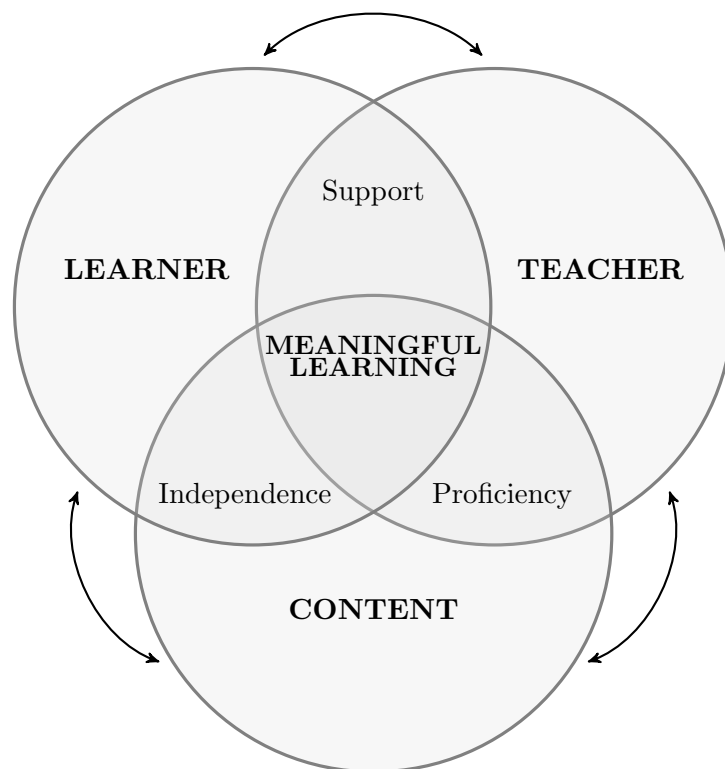 Support
LEARNER
TEACHER
MEANINGFUL
LEARNING
Independence
Proficiency
CONTENT